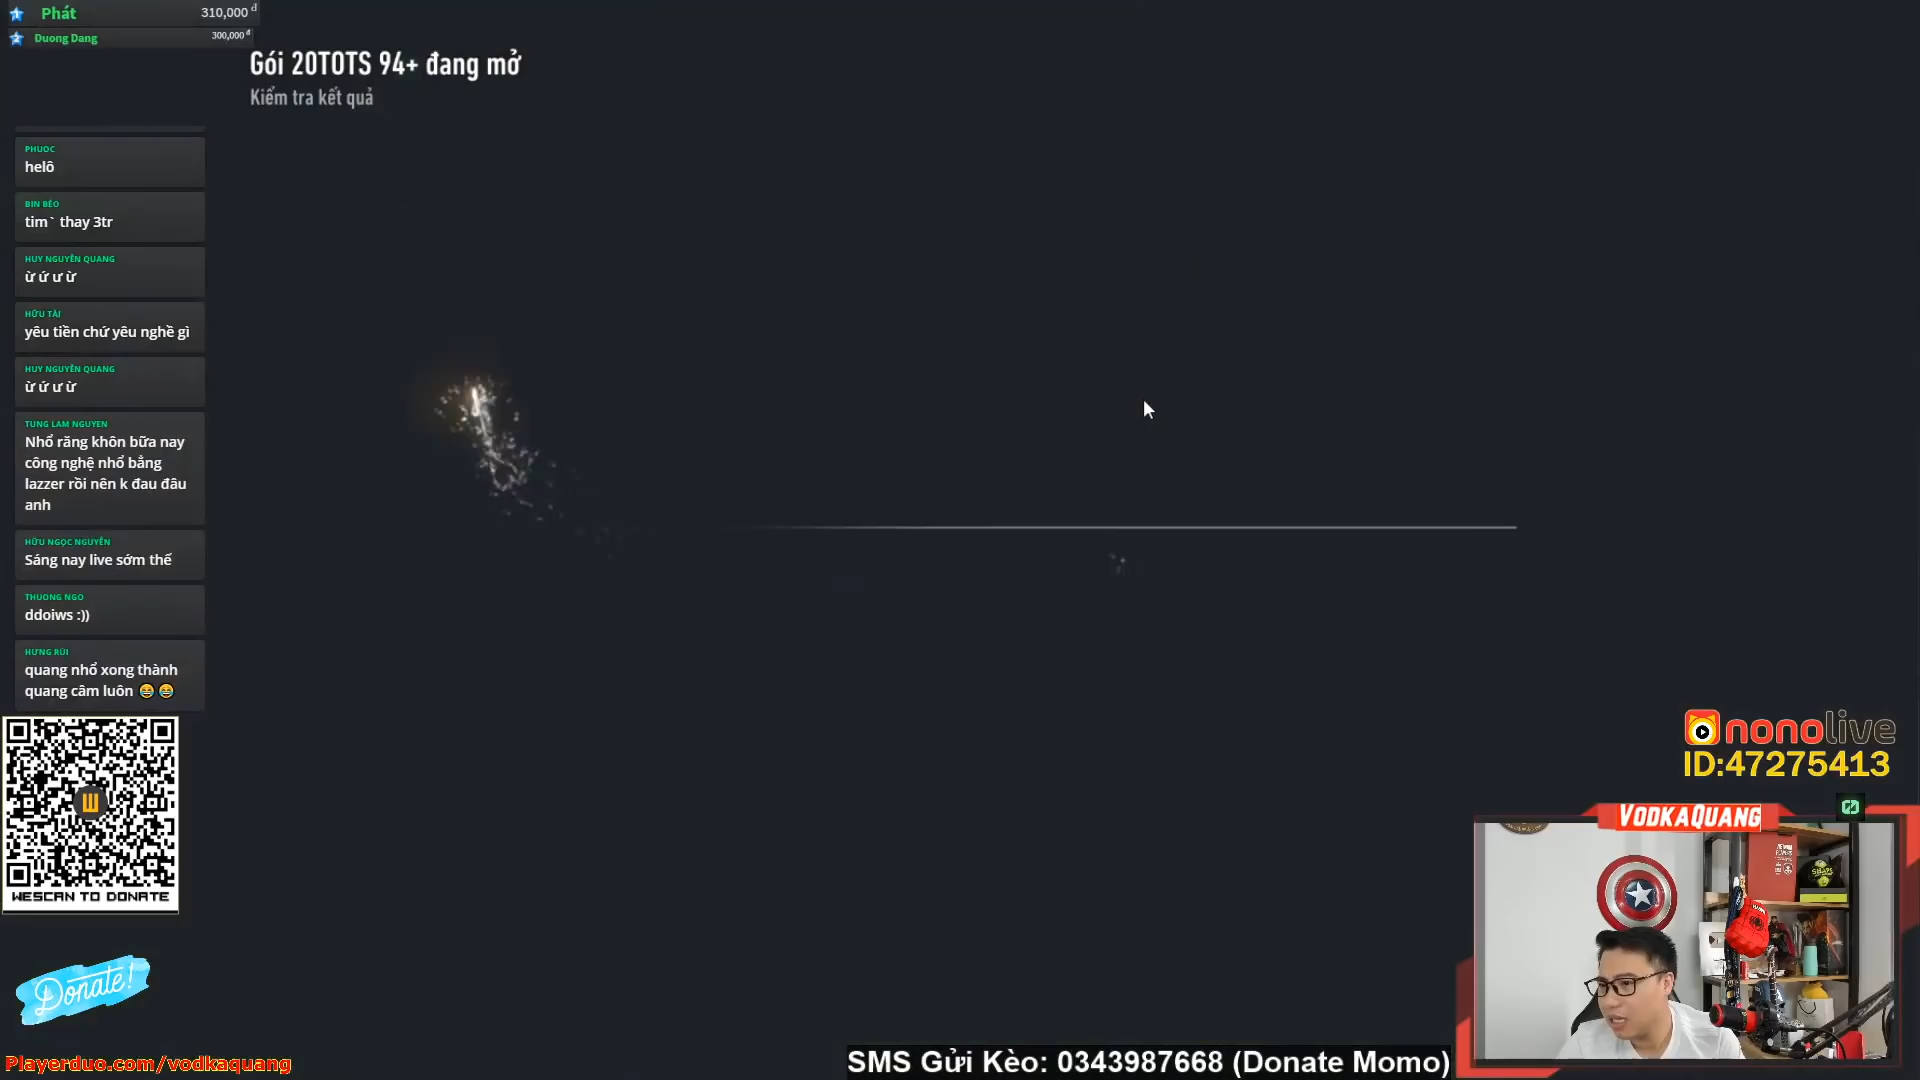 Phát 310,000 đ
Duong Dang 300,000 đ
Gói 20TOTS 94+ đang mở
Kiểm tra kết quả
PHUOC
helô
BIN BÉO
tim` thay 3tr
HUY NGUYỄN QUANG
ừ ứ ư ừ
HỮU TÀI
yêu tiền chứ yêu nghề gì
HUY NGUYỄN QUANG
ừ ứ ư ừ
TUNG LAM NGUYEN
Nhổ răng khôn bữa nay
công nghệ nhổ bằng
lazzer rồi nên k đau đâu
anh
HỮU NGỌC NGUYỄN
Sáng nay live sớm thế
THUONG NGO
ddoiws :))
HƯNG RÙI
quang nhổ xong thành
quang câm luôn 😂 😂
WESCAN TO DONATE
Donate!
Playerduo.com/vodkaquang
nonolive
ID:47275413
VODKAQUANG
SMS Gửi Kèo: 0343987668 (Donate Momo)